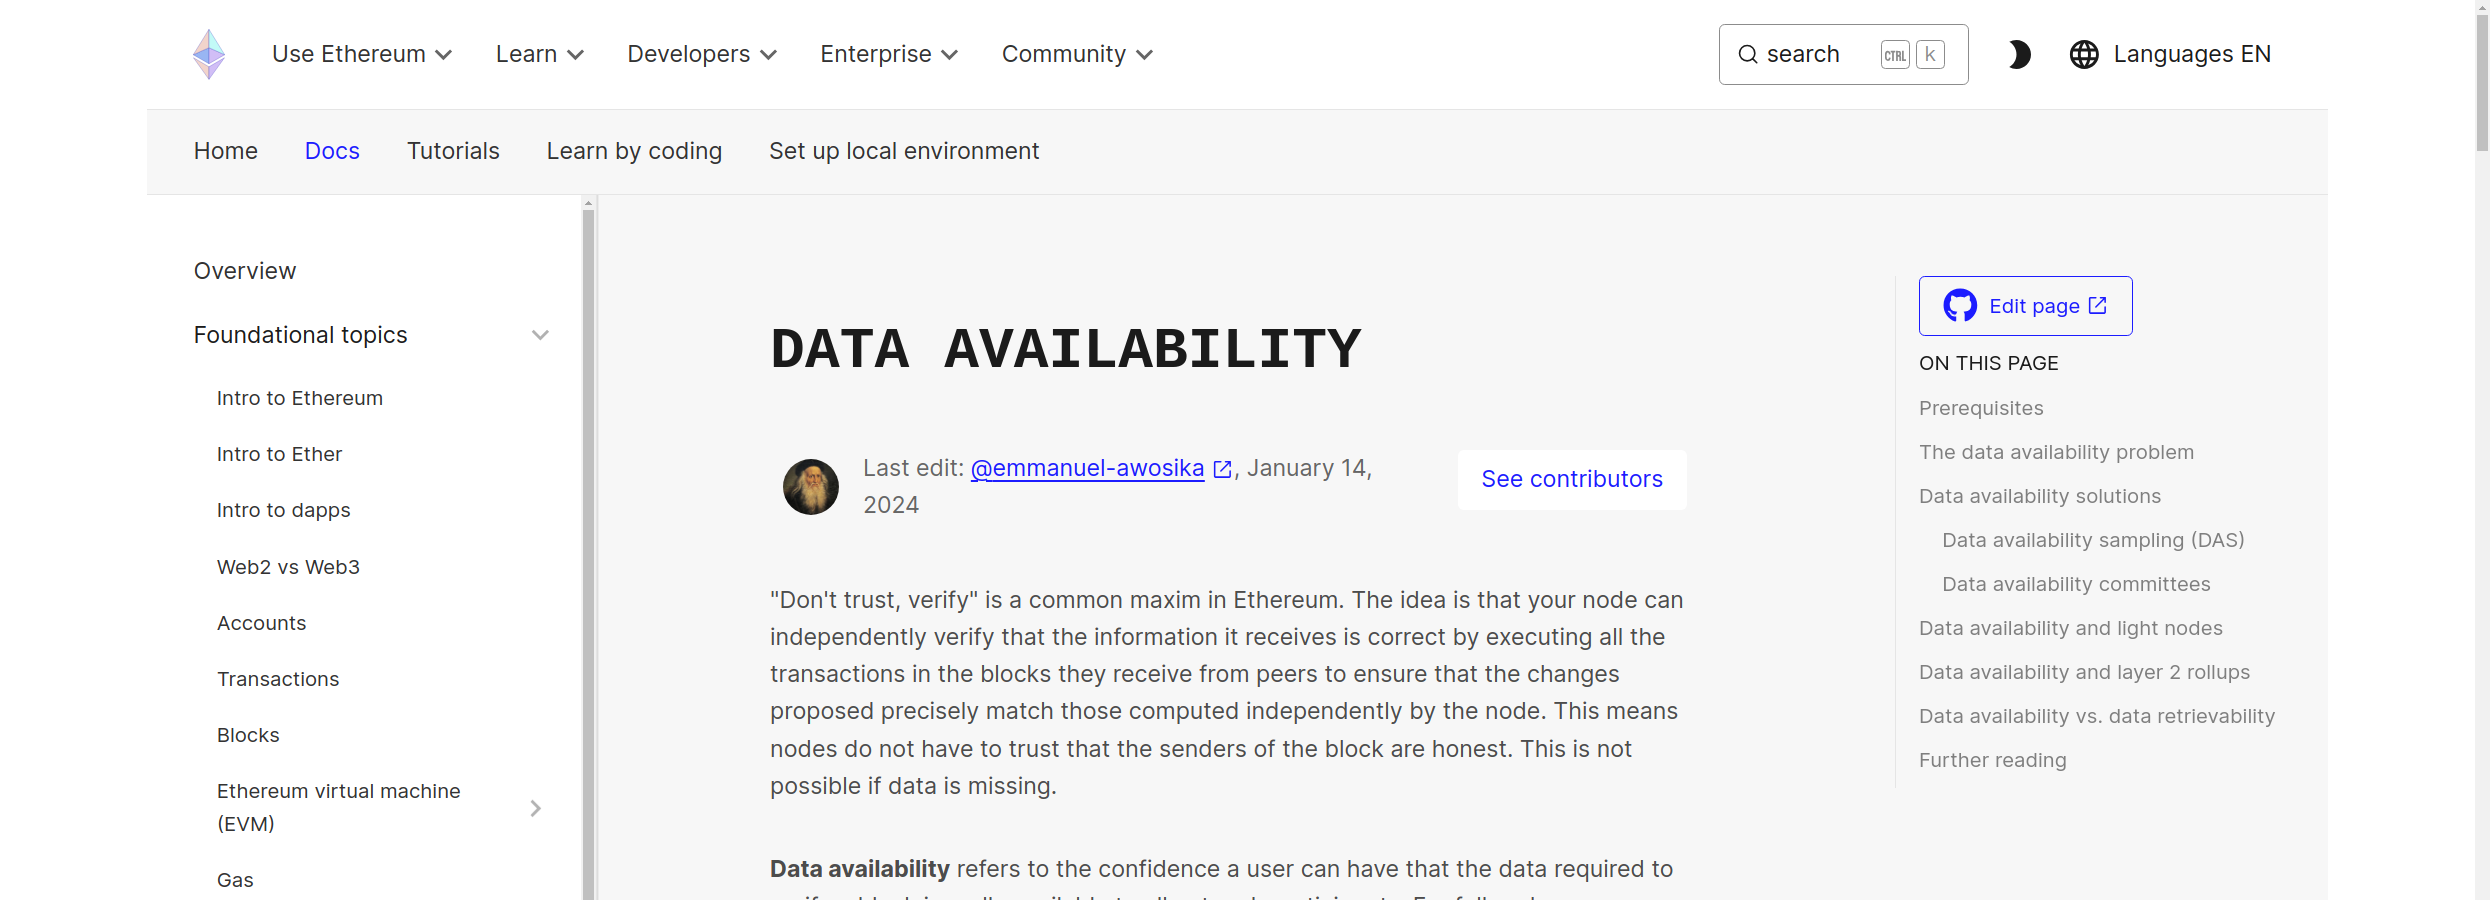 Use Ethereum
Learn
Developers
Enterprise
Community
search
CTRL
k
Languages EN
Home
Docs
Tutorials
Learn by coding
Set up local environment
Overview
Foundational topics
Intro to Ethereum
Intro to Ether
Intro to dapps
Web2 vs Web3
Accounts
Transactions
Blocks
Ethereum virtual machine
(EVM)
Gas
DATA AVAILABILITY
Last edit: @emmanuel-awosika, January 14,
2024
See contributors
"Don't trust, verify" is a common maxim in Ethereum. The idea is that your node can
independently verify that the information it receives is correct by executing all the
transactions in the blocks they receive from peers to ensure that the changes
proposed precisely match those computed independently by the node. This means
nodes do not have to trust that the senders of the block are honest. This is not
possible if data is missing.
Data availability refers to the confidence a user can have that the data required to
Edit page
ON THIS PAGE
Prerequisites
The data availability problem
Data availability solutions
Data availability sampling (DAS)
Data availability committees
Data availability and light nodes
Data availability and layer 2 rollups
Data availability vs. data retrievability
Further reading